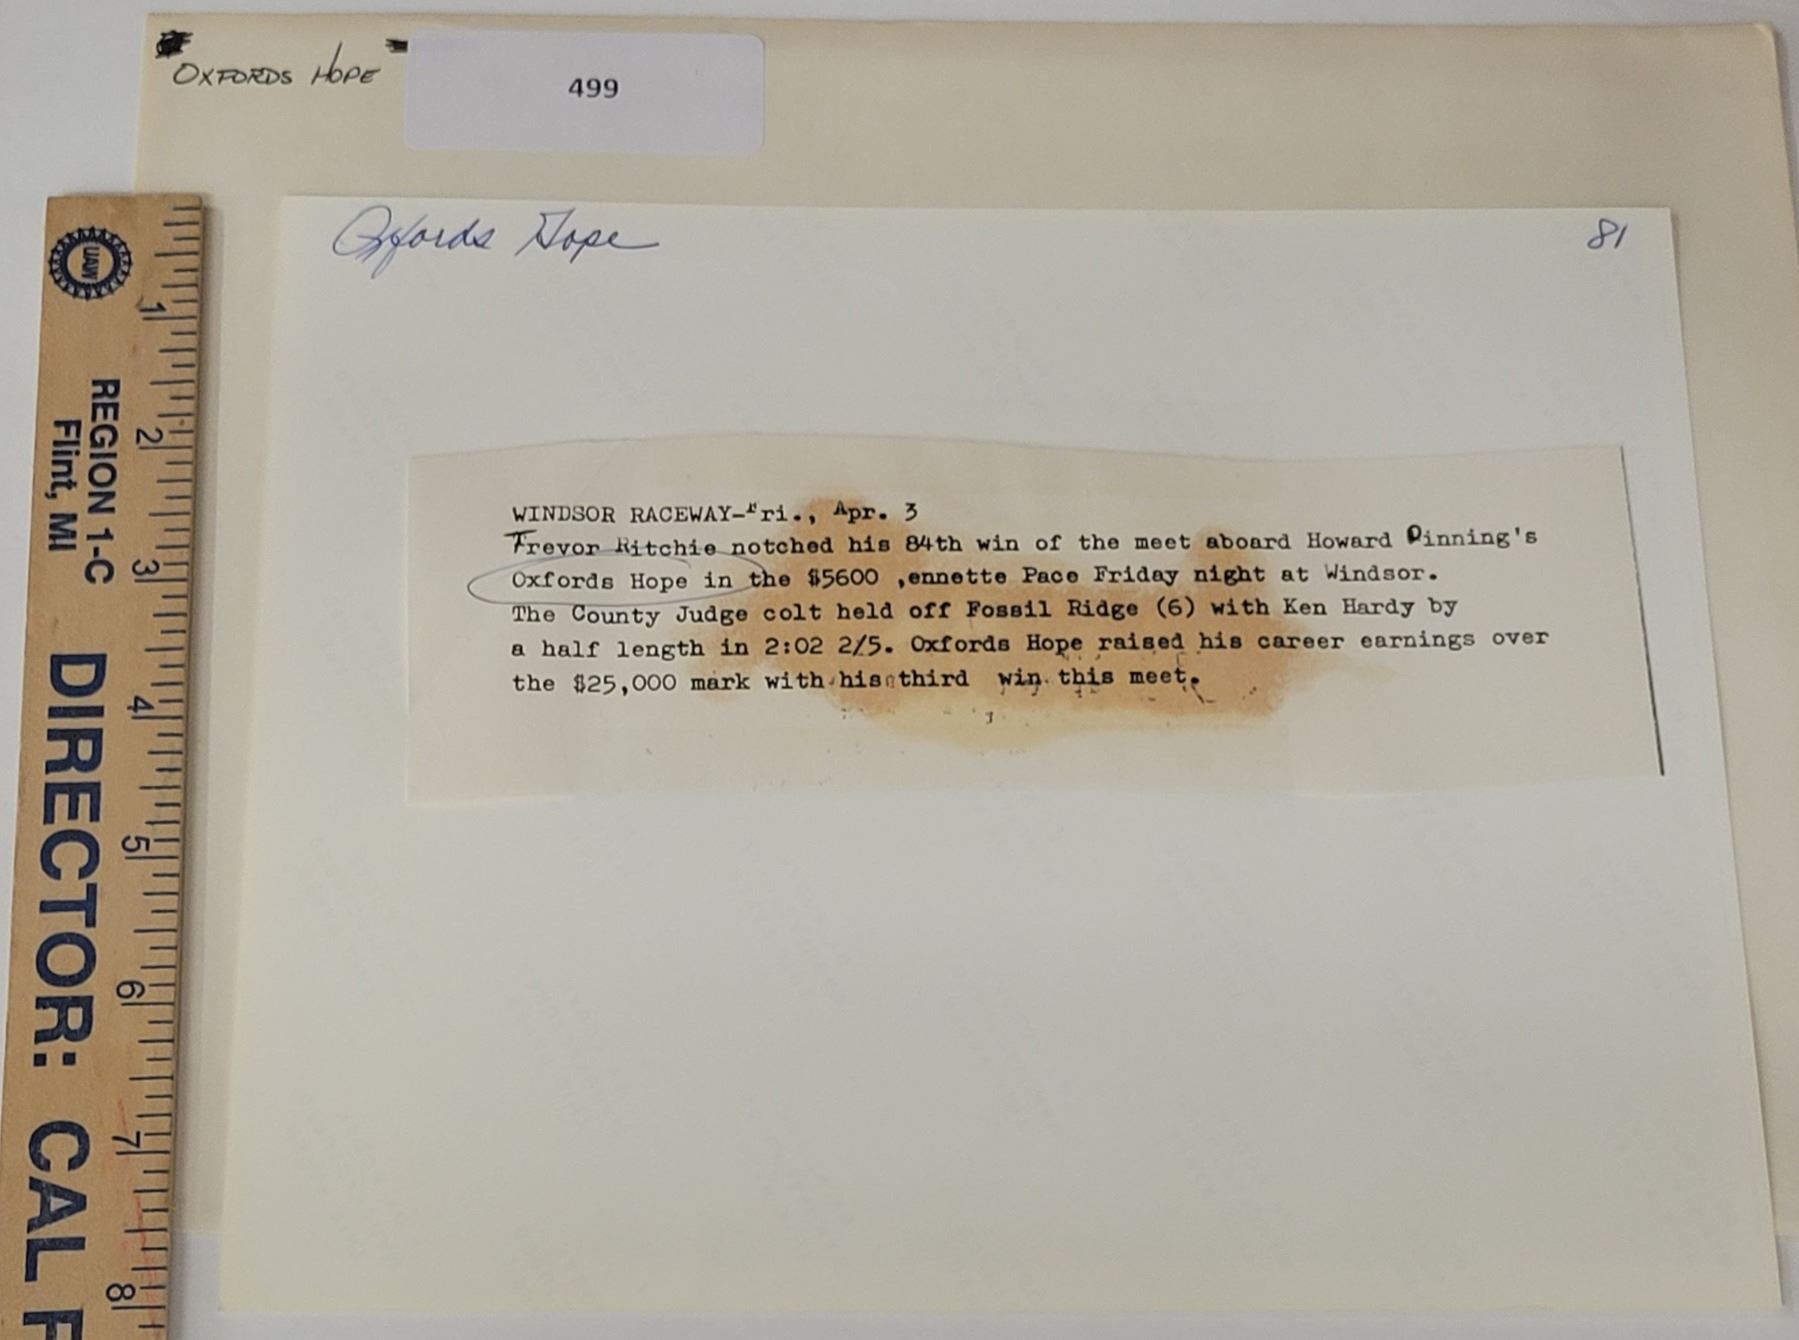 OXFORDS HOPE
499
Oxfords Hope
81
WINDSOR RACEWAY-Fri., Apr. 3
Trevor Ritchie notched his 84th win of the meet aboard Howard Pinning's
Oxfords Hope in the $5600 ,ennette Pace Friday night at Windsor.
The County Judge colt held off Fossil Ridge (6) with Ken Hardy by
a half length in 2:02 2/5. Oxfords Hope raised his career earnings over
the $25,000 mark with his third win this meet.
UAW
REGION 1-C
Flint, MI
DIRECTOR: CAL
1
2
3
4
5
6
7
8